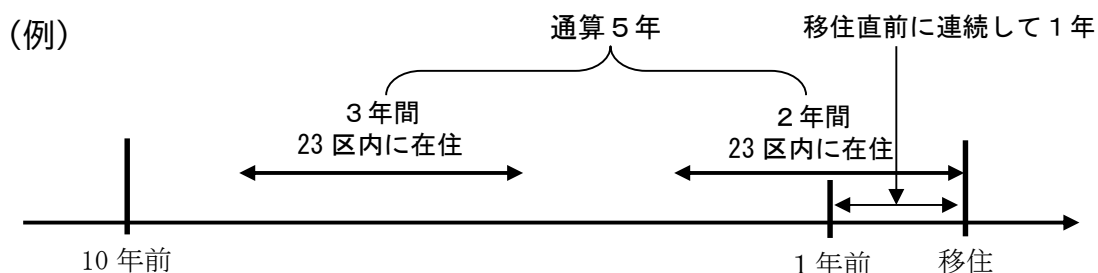 （例）
通算５年
移住直前に連続して１年
３年間
23 区内に在住
２年間
23 区内に在住
10 年前
１年前
移住